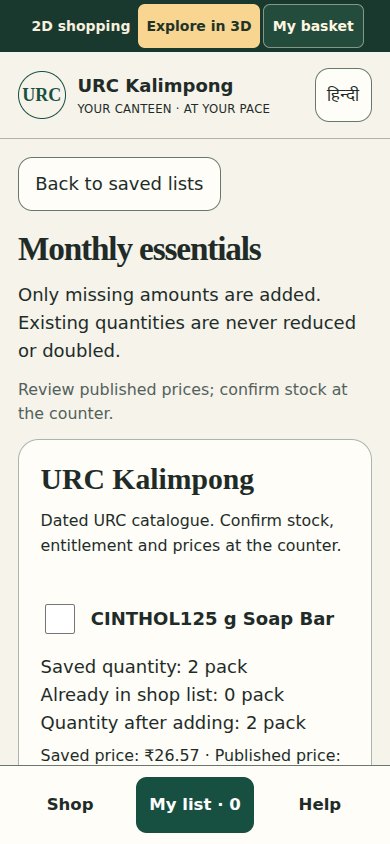 2D shopping Explore in 3D My basket
URC URC Kalimpong
YOUR CANTEEN · AT YOUR PACE
हिन्दी
Back to saved lists
Monthly essentials
Only missing amounts are added.
Existing quantities are never reduced
or doubled.
Review published prices; confirm stock at
the counter.
URC Kalimpong
Dated URC catalogue. Confirm stock,
entitlement and prices at the counter.
CINTHOL125 g Soap Bar
Saved quantity: 2 pack
Already in shop list: 0 pack
Quantity after adding: 2 pack
Saved price: ₹26.57 · Published price:
Shop My list · 0 Help